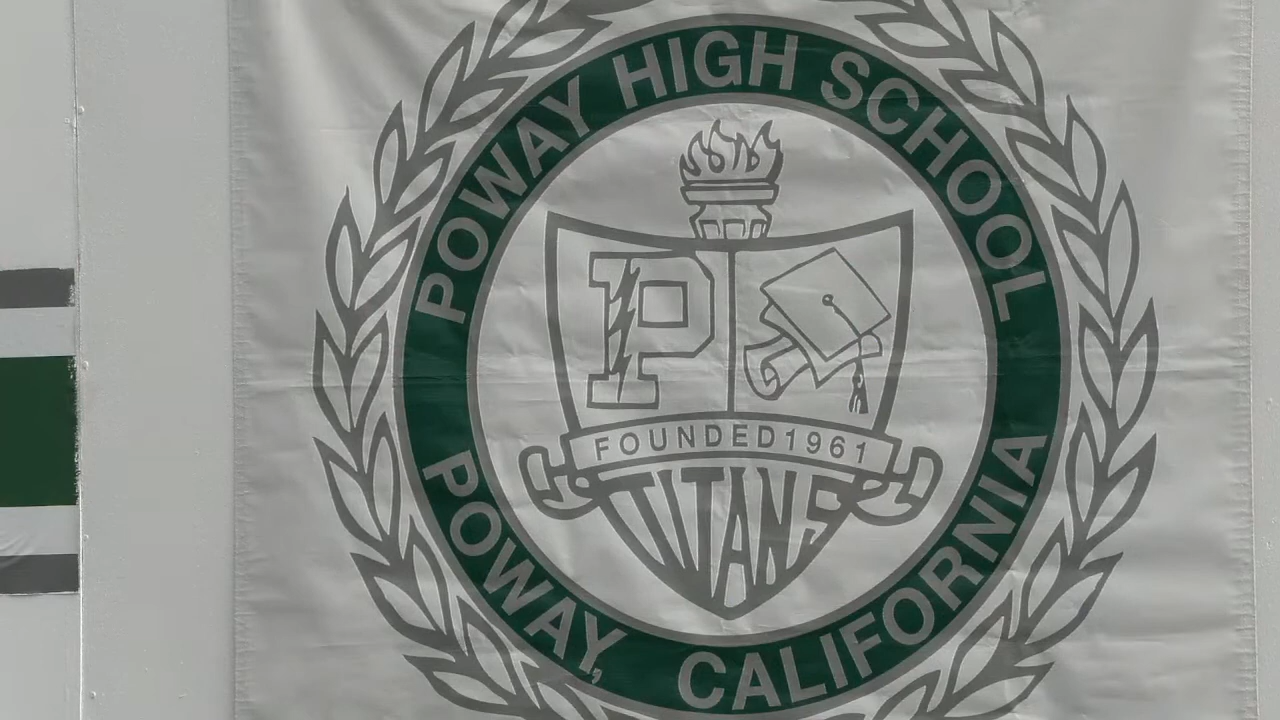 POWAY HIGH SCHOOL
P
FOUNDED 1961
TITANS
POWAY, CALIFORNIA